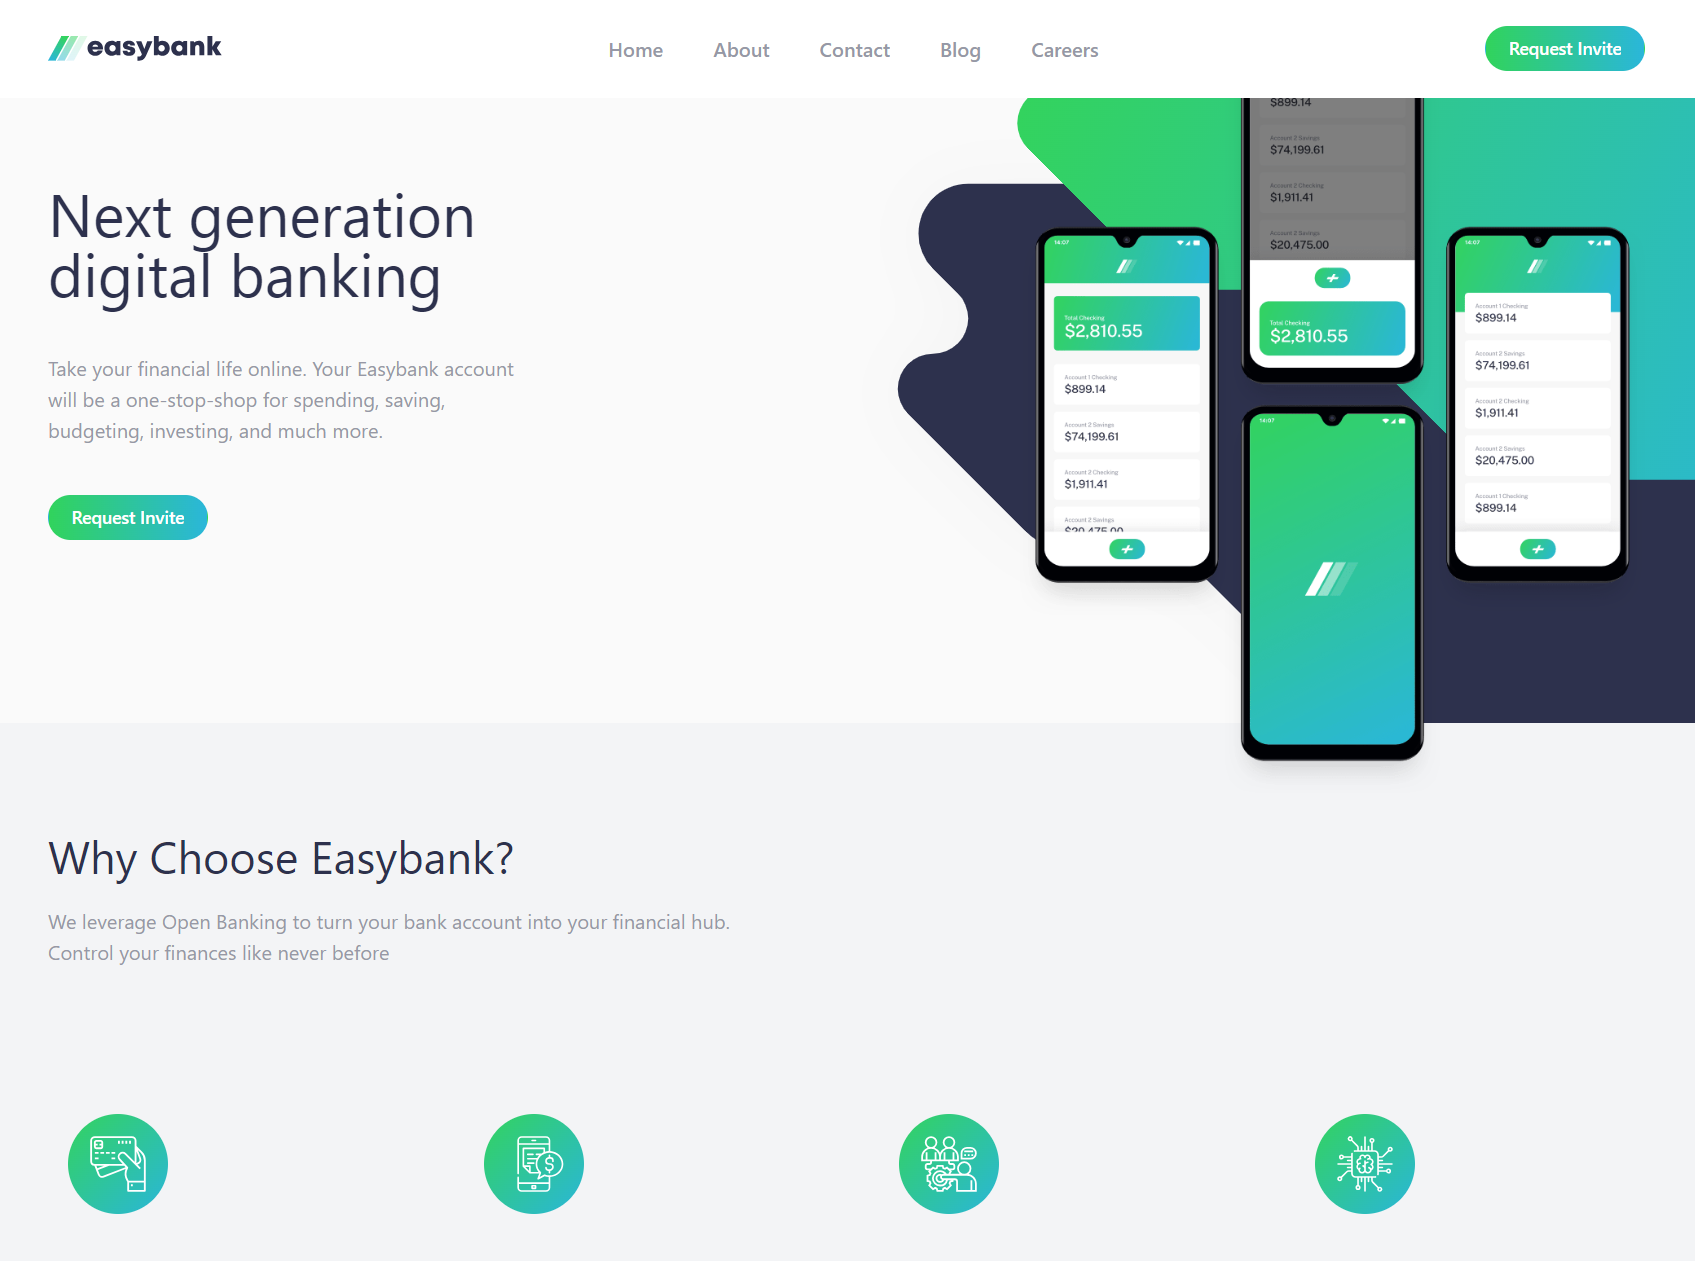 easybank
Home
About
Contact
Blog
Careers
Request Invite
Next generation
digital banking
Take your financial life online. Your Easybank account
will be a one-stop-shop for spending, saving,
budgeting, investing, and much more.
Request Invite
14:07
Total Checking
$2,810.55
Account 1 Checking
$899.14
Account 2 Savings
$74,199.61
Account 2 Checking
$1,911.41
Account 2 Savings
$20,475.00
$899.14
Account 2 Savings
$74,199.61
Account 2 Checking
$1,911.41
Account 2 Savings
$20,475.00
Total Checking
$2,810.55
14:07
14:07
Account 1 Checking
$899.14
Account 2 Savings
$74,199.61
Account 2 Checking
$1,911.41
Account 2 Savings
$20,475.00
Account 1 Checking
$899.14
Why Choose Easybank?
We leverage Open Banking to turn your bank account into your financial hub.
Control your finances like never before